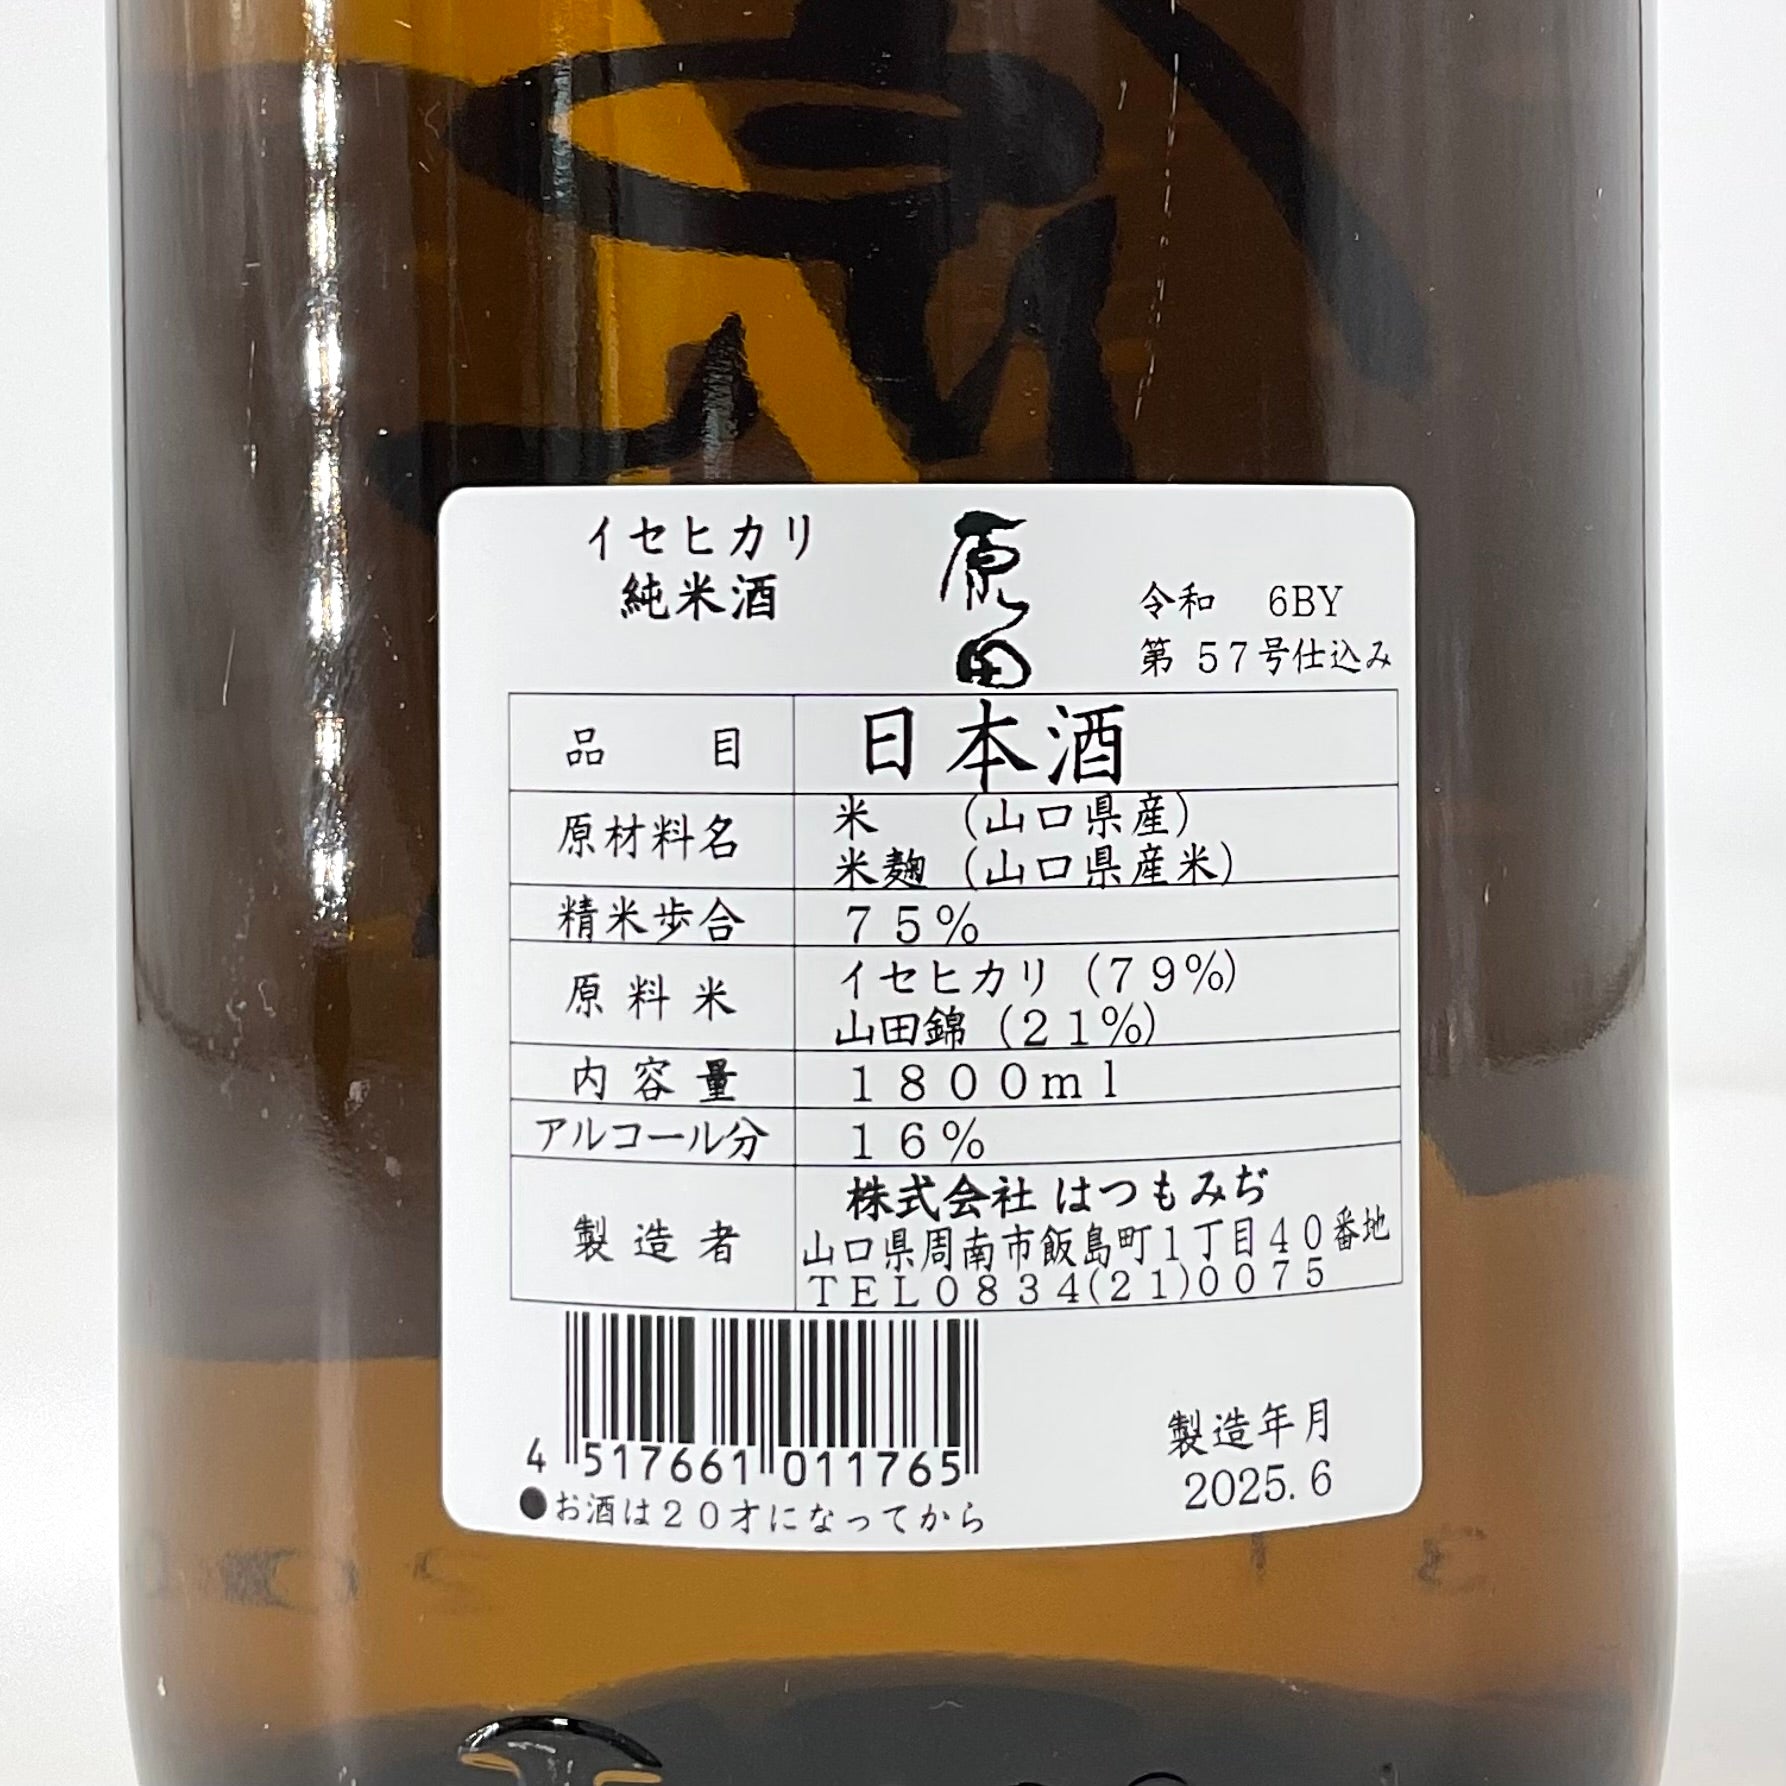 イセヒカリ
純米酒
原田
令和 6BY
第 57号仕込み
品目 日本酒
原材料名 米 (山口県産)
米麹 (山口県産米)
精米歩合 75%
原料米 イセヒカリ (79%)
山田錦 (21%)
内容量 1800ml
アルコール分 16%
製造者 株式会社 はつもみぢ
山口県周南市飯島町1丁目40番地
TEL0834(21)0075
4 517661 011765
●お酒は20才になってから
製造年月
2025.6